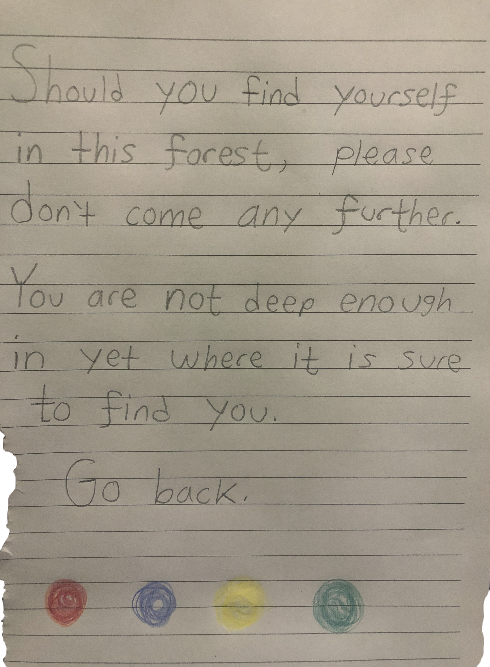 Should you find yourself
in this forest, please
don't come any further.
You are not deep enough
in yet where it is sure
to find you.
Go back.